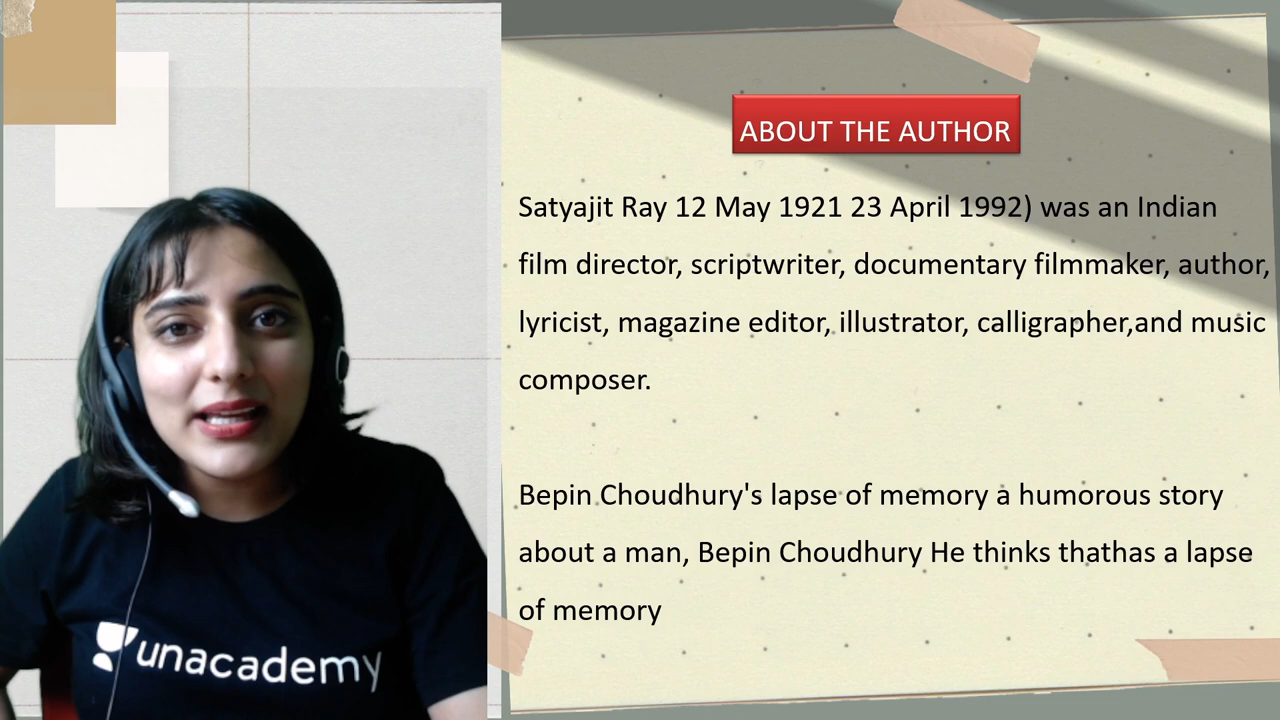 ABOUT THE AUTHOR
Satyajit Ray 12 May 1921 23 April 1992) was an Indian
film director, scriptwriter, documentary filmmaker, author,
lyricist, magazine editor, illustrator, calligrapher,and music
composer.
Bepin Choudhury's lapse of memory a humorous story
about a man, Bepin Choudhury He thinks thathas a lapse
of memory
unacademy